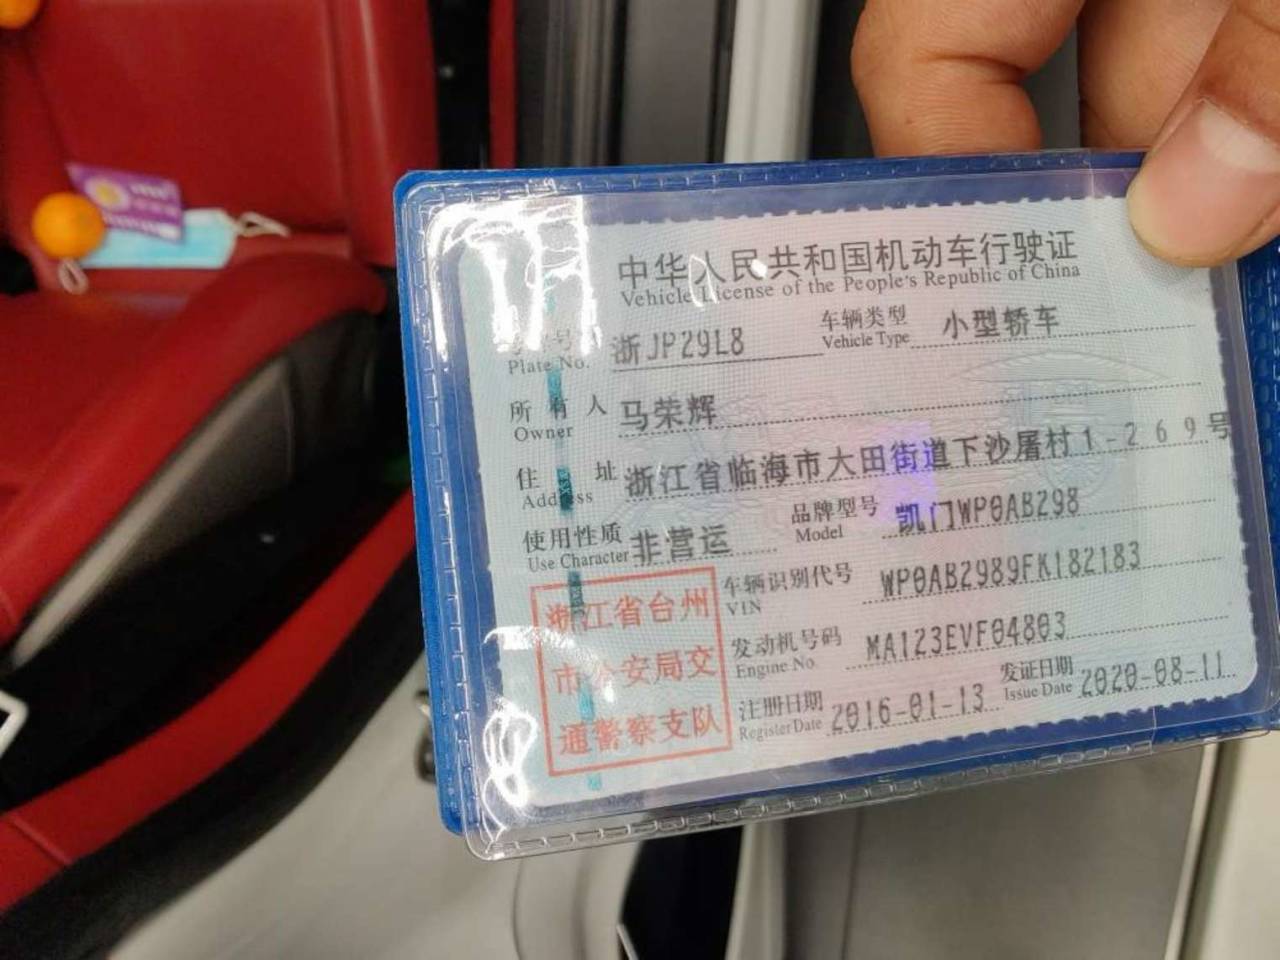 中华人民共和国机动车行驶证
Vehicle License of the People's Republic of China
号牌号码 浙JP29L8 车辆类型 小型轿车
Plate No. Vehicle Type
所有人 马荣辉
Owner
住址 浙江省临海市大田街道下沙屠村1-269号
Address
使用性质 非营运 品牌型号 凯门WP0AB298
Use Character Model
车辆识别代号 WP0AB2989FK182183
VIN
发动机号码 MA123EVF04803
Engine No.
注册日期 2016-01-13 发证日期 2020-08-11
Register Date Issue Date
浙江省台州
市公安局交
通警察支队